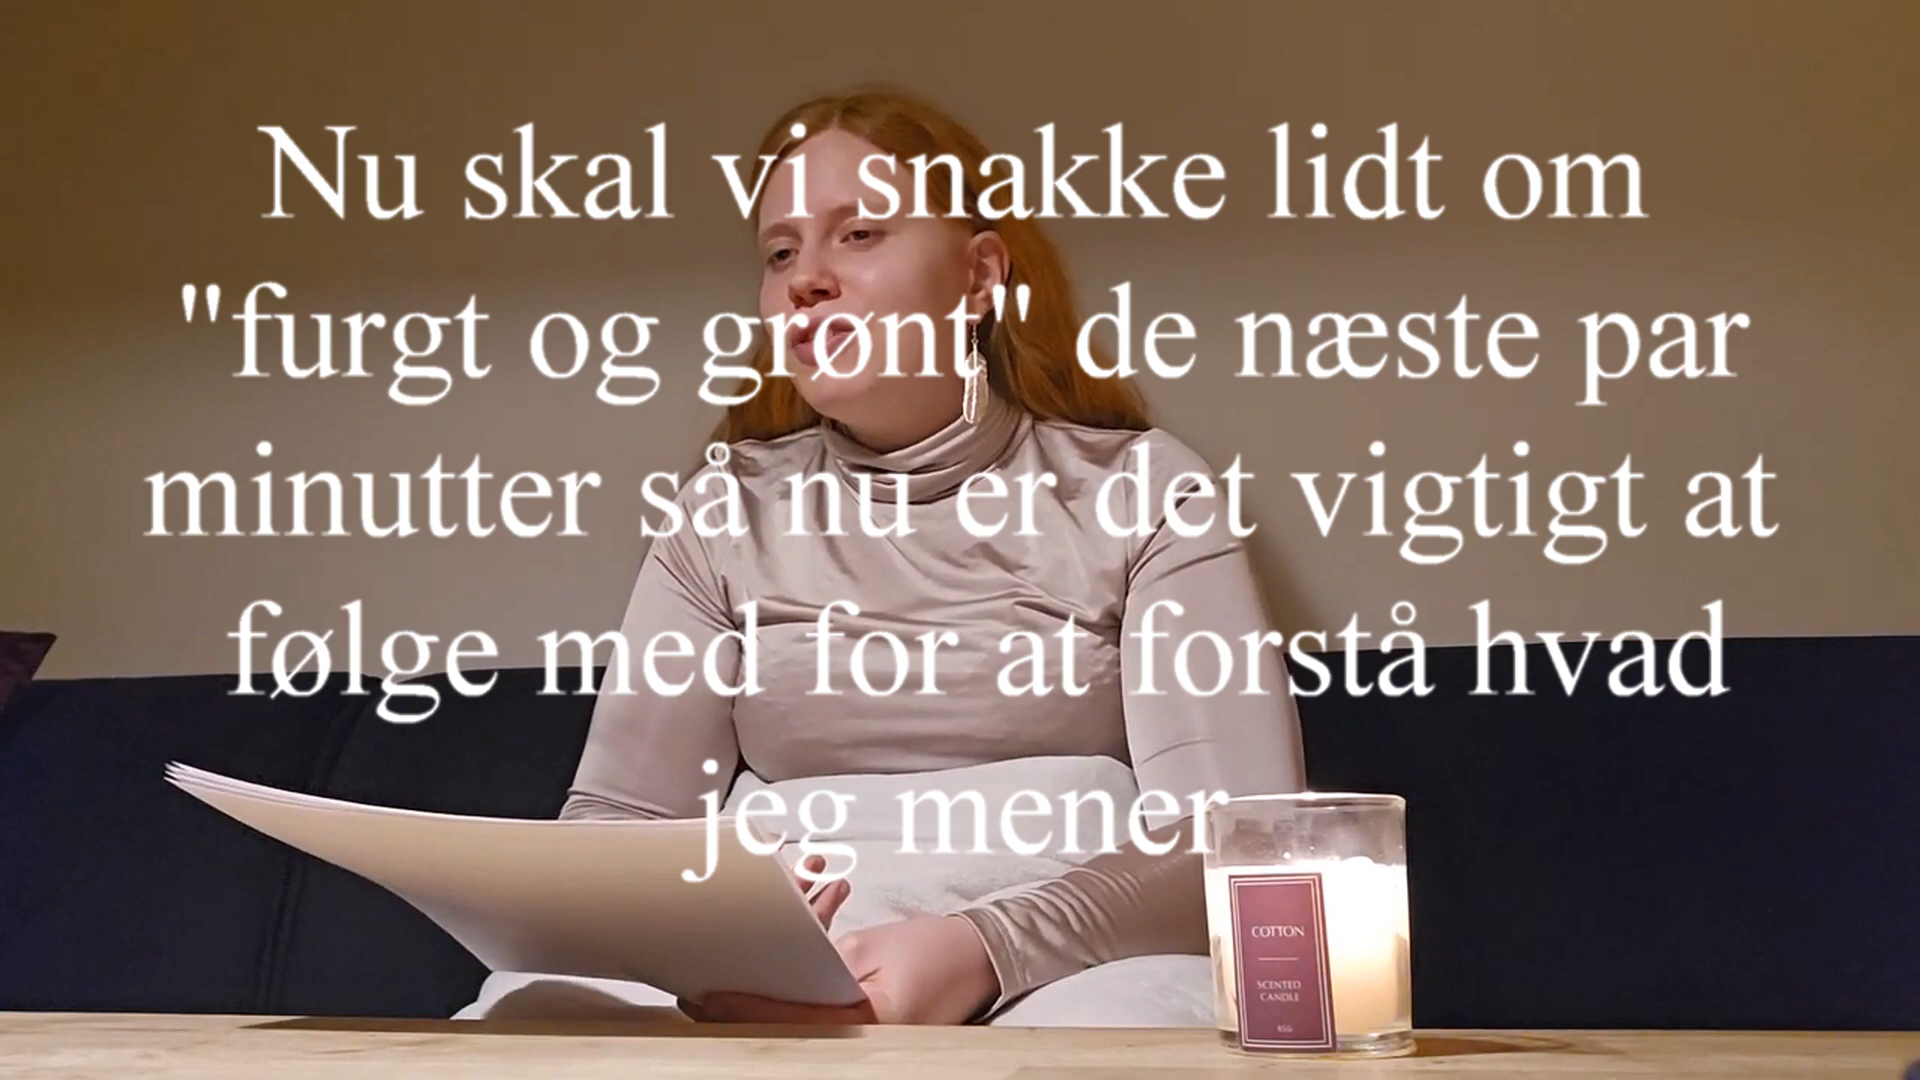 Nu skal vi snakke lidt om
"furgt og grønt" de næste par
minutter så nu er det vigtigt at
følge med for at forstå hvad
jeg mener
COTTON
SCENTED
CANDLE